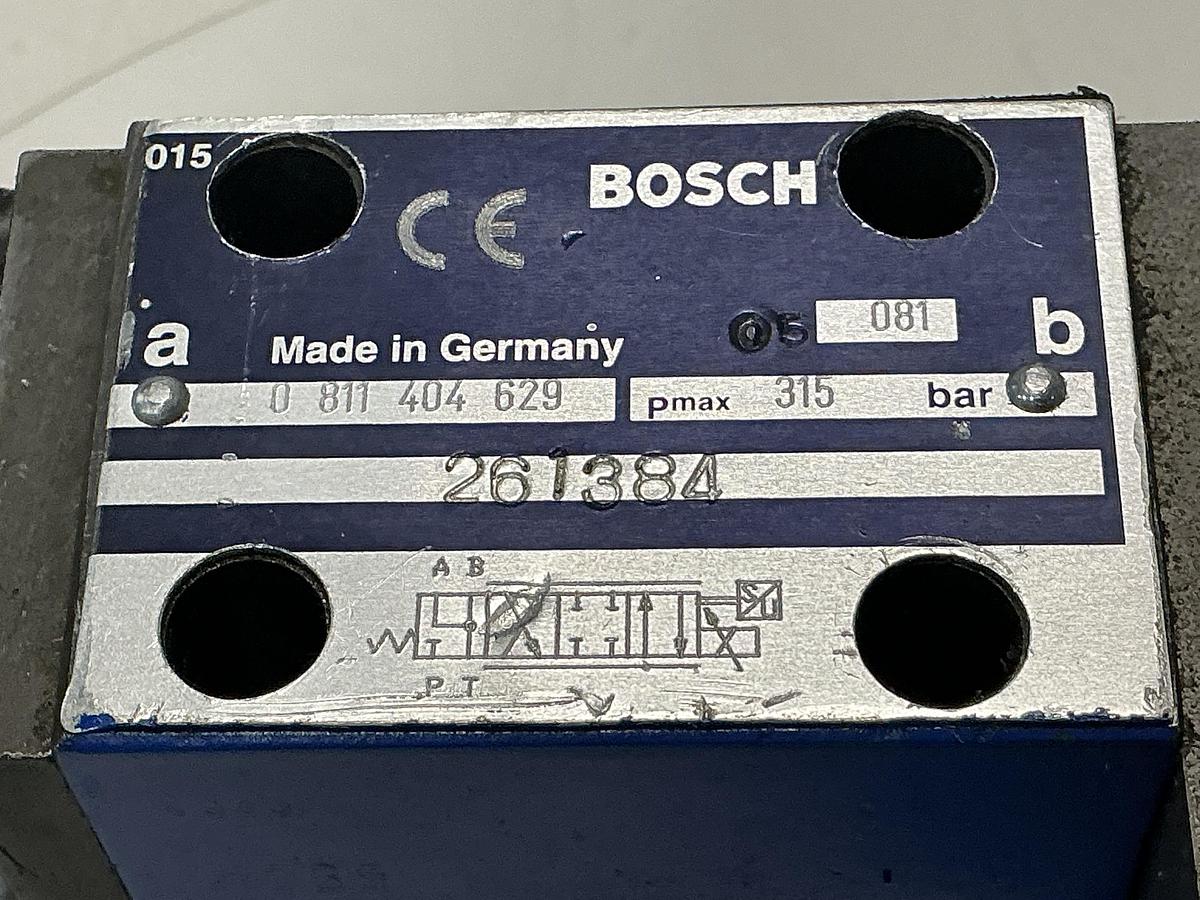 015
CE
BOSCH
05 081
a
Made in Germany
b
0 811 404 629
pmax 315 bar
261384
A B
S
U
P T